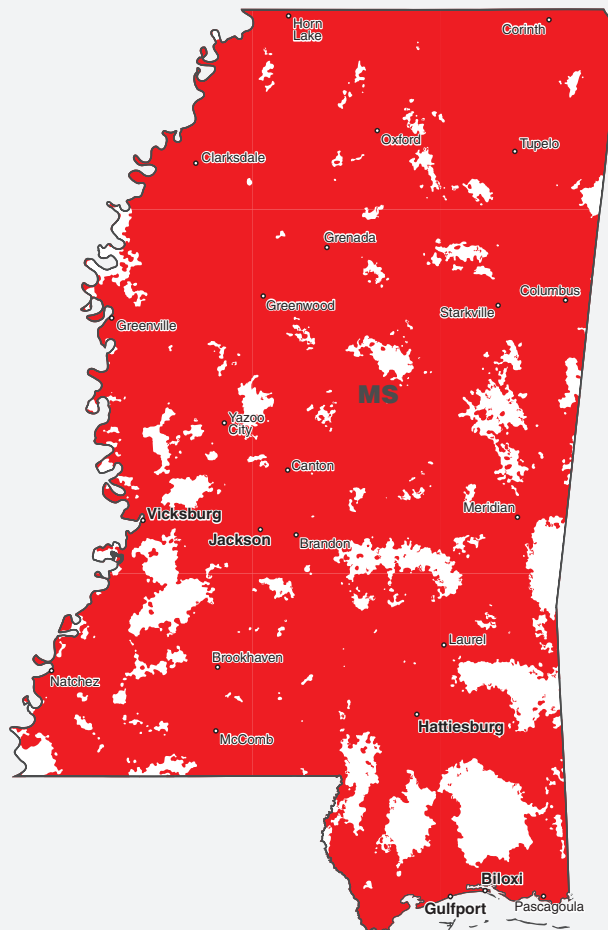 Horn
Lake
Corinth
Oxford
Tupelo
Clarksdale
Grenada
Columbus
Greenwood
Starkville
Greenville
MS
Yazoo
City
Canton
Meridian
Vicksburg
Jackson
Brandon
Laurel
Brookhaven
Natchez
Hattiesburg
McComb
Biloxi
Gulfport
Pascagoula